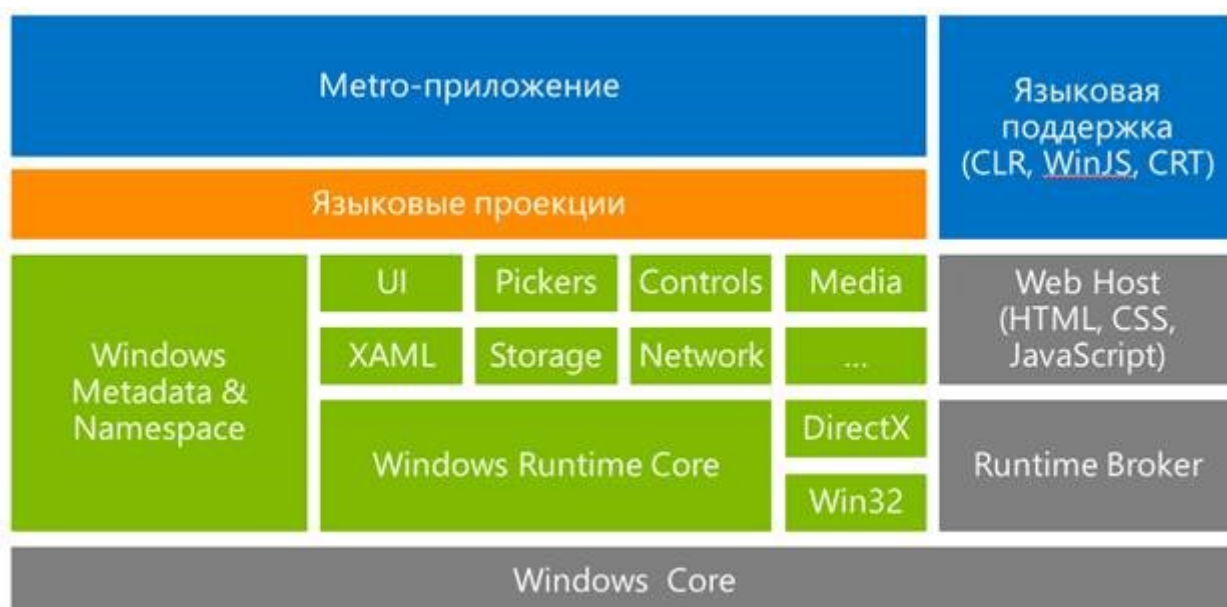 Metro-приложение
Языковая
поддержка
(CLR, WinJS, CRT)
Языковые проекции
Windows
Metadata &
Namespace
UI
Pickers
Controls
Media
XAML
Storage
Network
...
Web Host
(HTML, CSS,
JavaScript)
Windows Runtime Core
DirectX
Win32
Runtime Broker
Windows Core